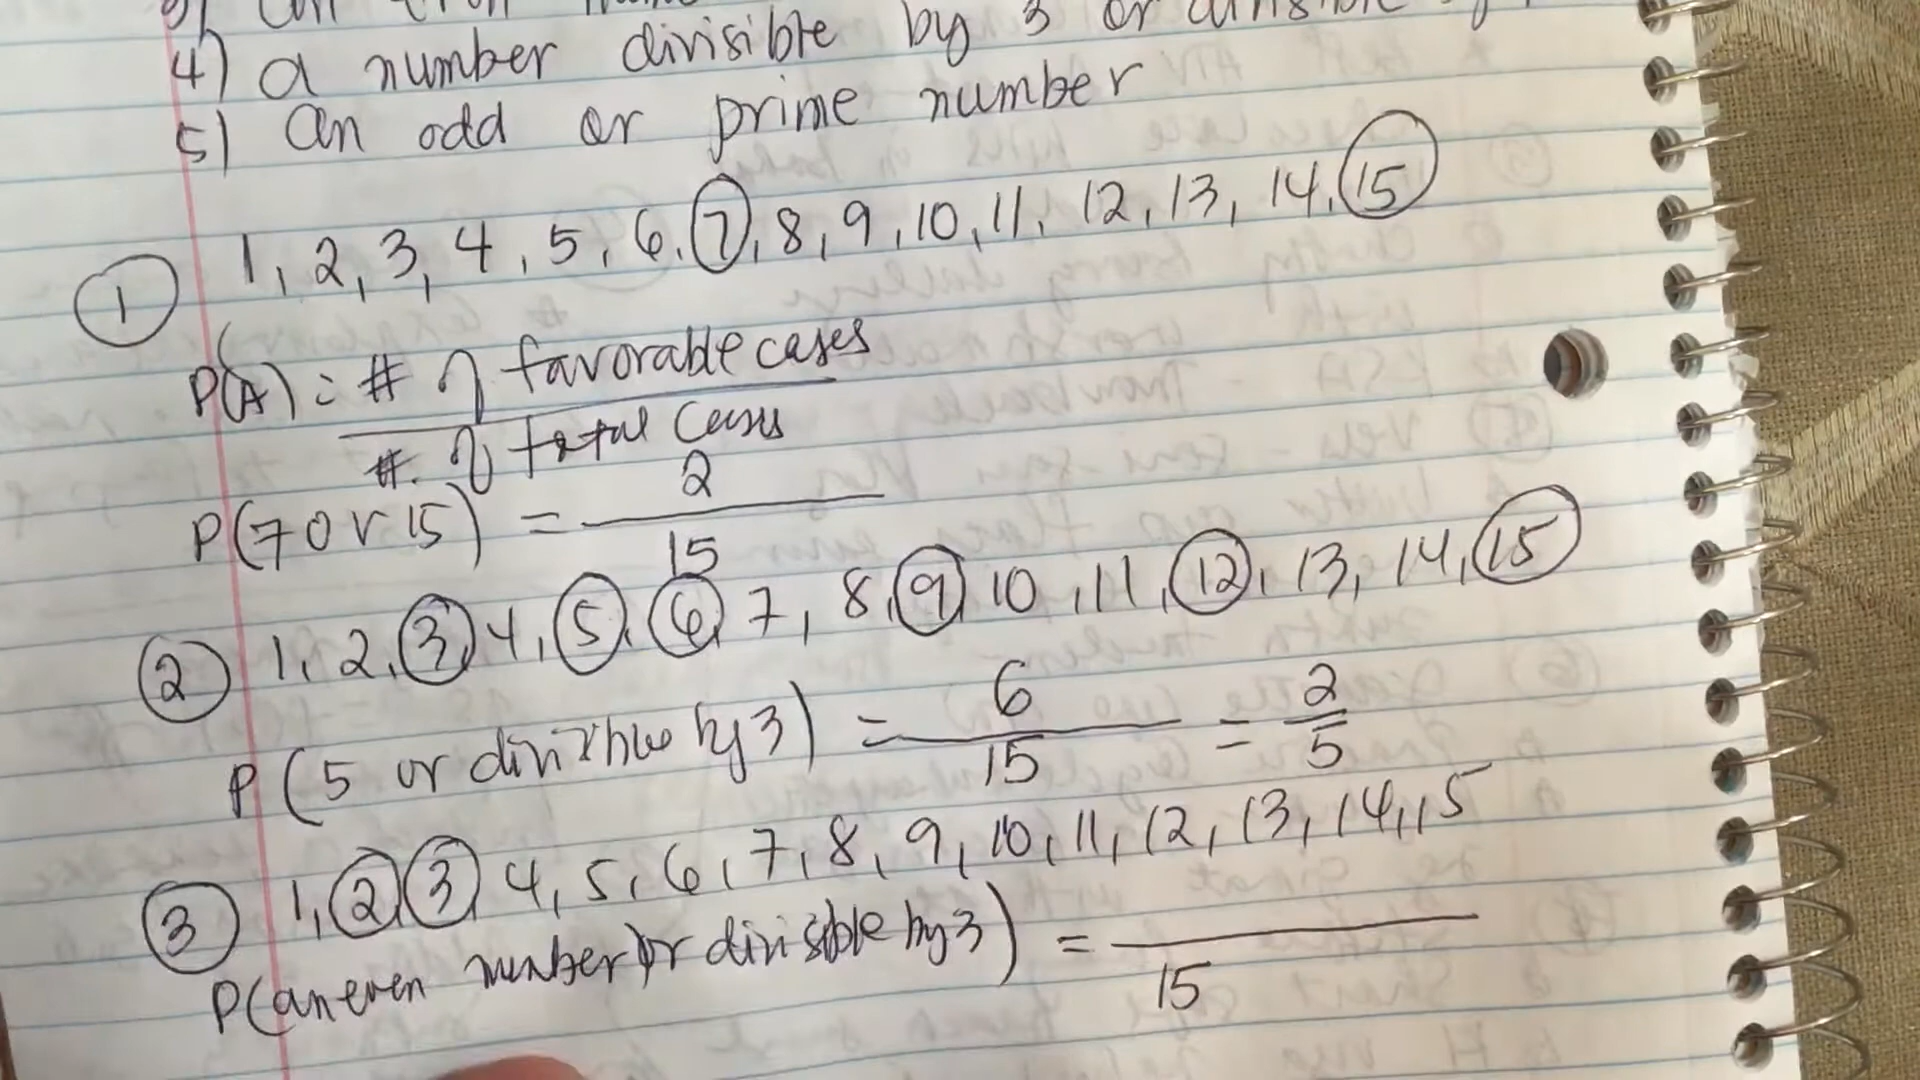 4) a number divisible by 3 or divisible
5) an odd or prime number
1 1, 2, 3, 4, 5, 6, 7, 8, 9, 10, 11, 12, 13, 14, 15
P(A) = # of favorable cases
# of total cases
P(7 or 15) = 2
15
2 1, 2, 3, 4, 5, 6, 7, 8, 9, 10, 11, 12, 13, 14, 15
P(5 or divisible by 3) = 6 = 2
15 5
3 1, 2, 3, 4, 5, 6, 7, 8, 9, 10, 11, 12, 13, 14, 15
P(an even number or divisible by 3) =
15